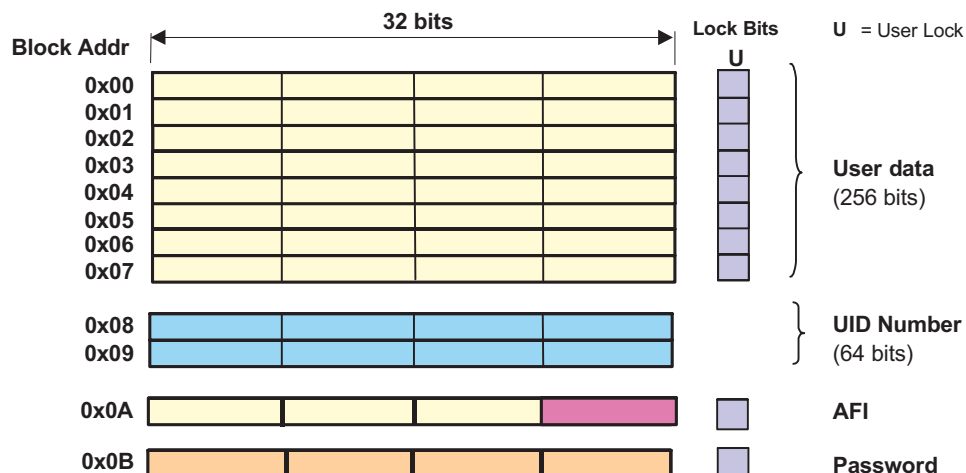 32 bits
Lock Bits
U = User Lock
Block Addr
U
0x00
0x01
0x02
0x03
0x04
0x05
0x06
0x07
User data
(256 bits)
0x08
0x09
UID Number
(64 bits)
0x0A
AFI
0x0B
Password